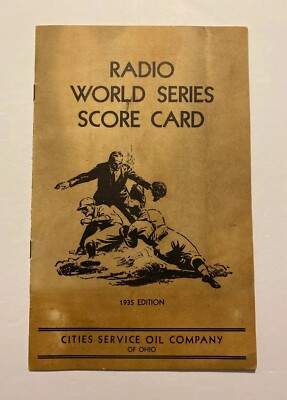 RADIO
WORLD SERIES
SCORE CARD
1935 EDITION
CITIES SERVICE OIL COMPANY
OF OHIO